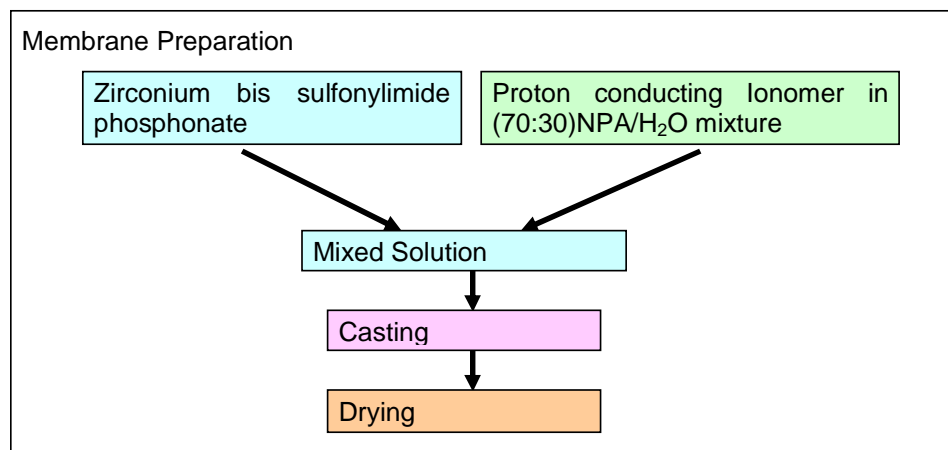 Membrane Preparation
Zirconium bis sulfonylimide
phosphonate
Proton conducting Ionomer in
(70:30)NPA/H₂O mixture
Mixed Solution
Casting
Drying